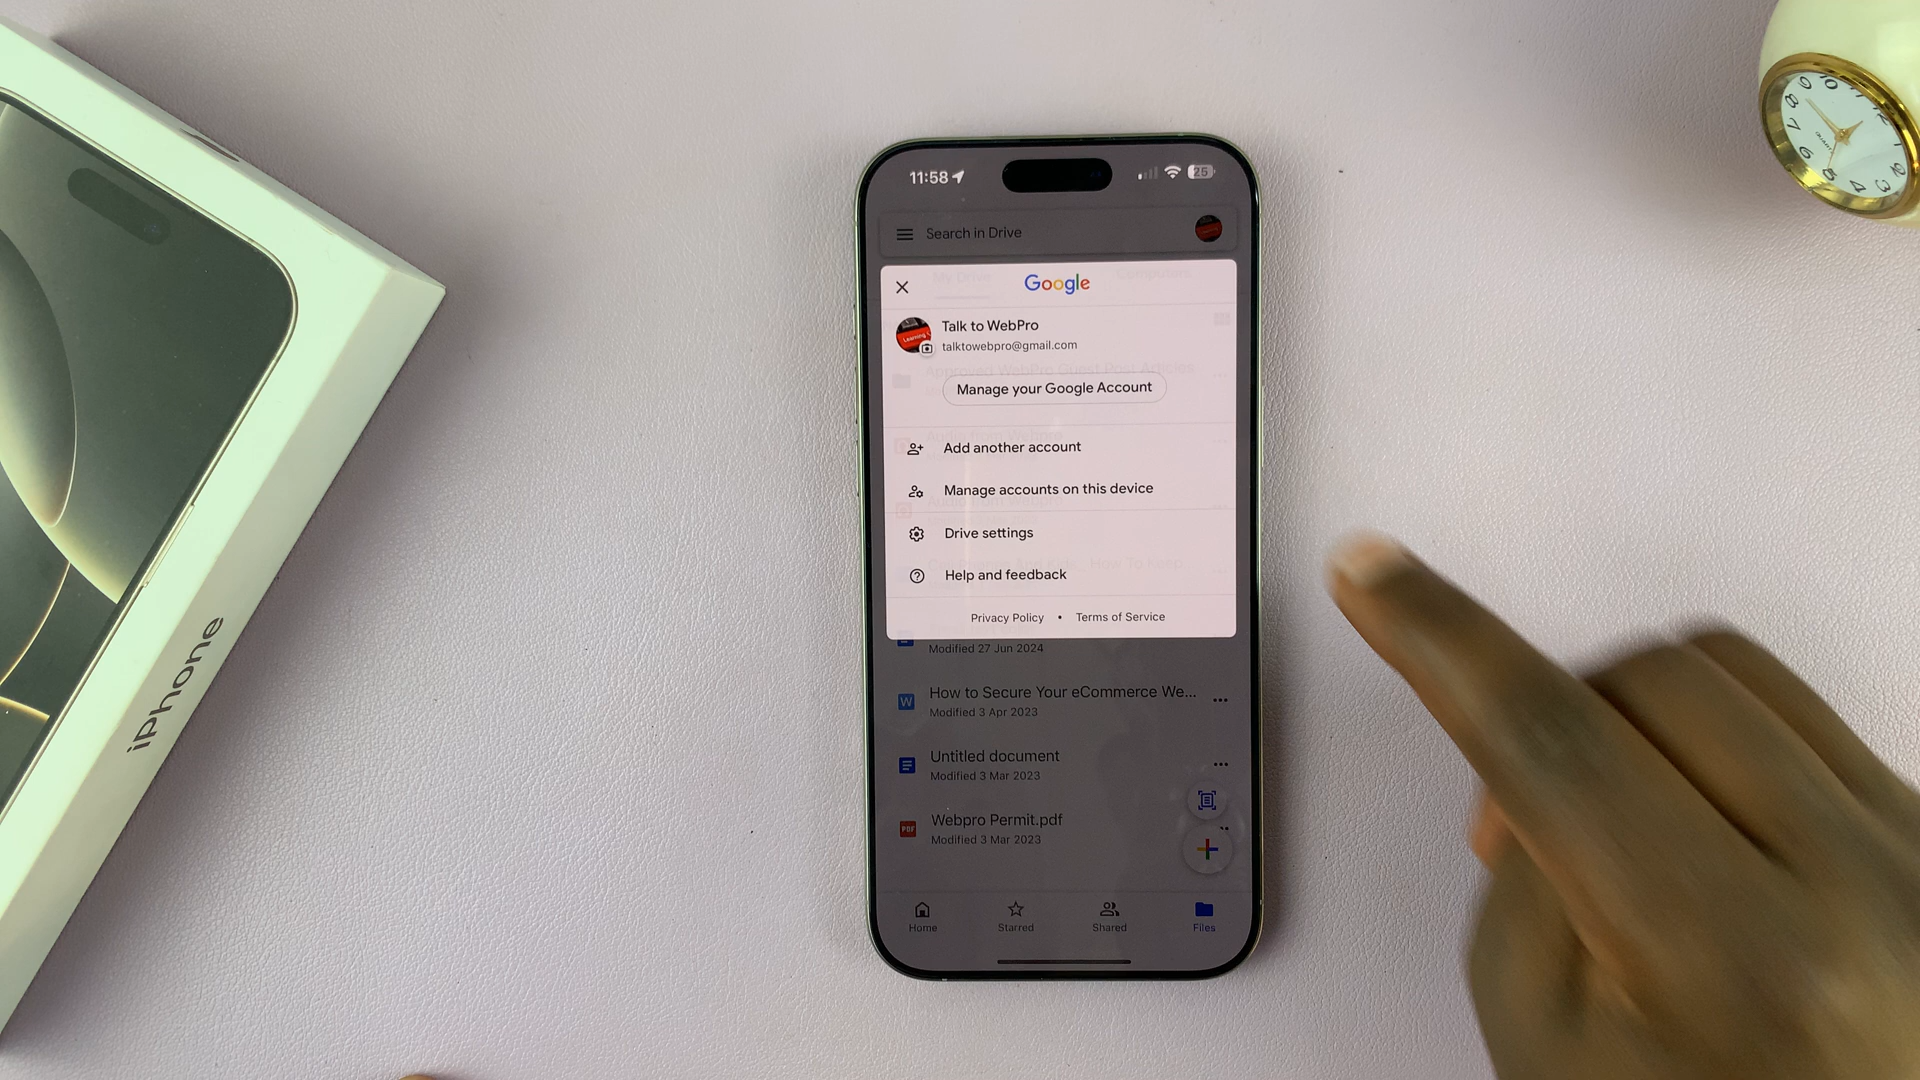 iPhone
11:58
25
Search in Drive
Google
Talk to WebPro
talktowebpro@gmail.com
Manage your Google Account
Add another account
Manage accounts on this device
Drive settings
Help and feedback
Privacy Policy • Terms of Service
Modified 27 Jun 2024
How to Secure Your eCommerce We...
Modified 3 Apr 2023
Untitled document
Modified 3 Mar 2023
PDF
Webpro Permit.pdf
Modified 3 Mar 2023
Home
Starred
Shared
Files